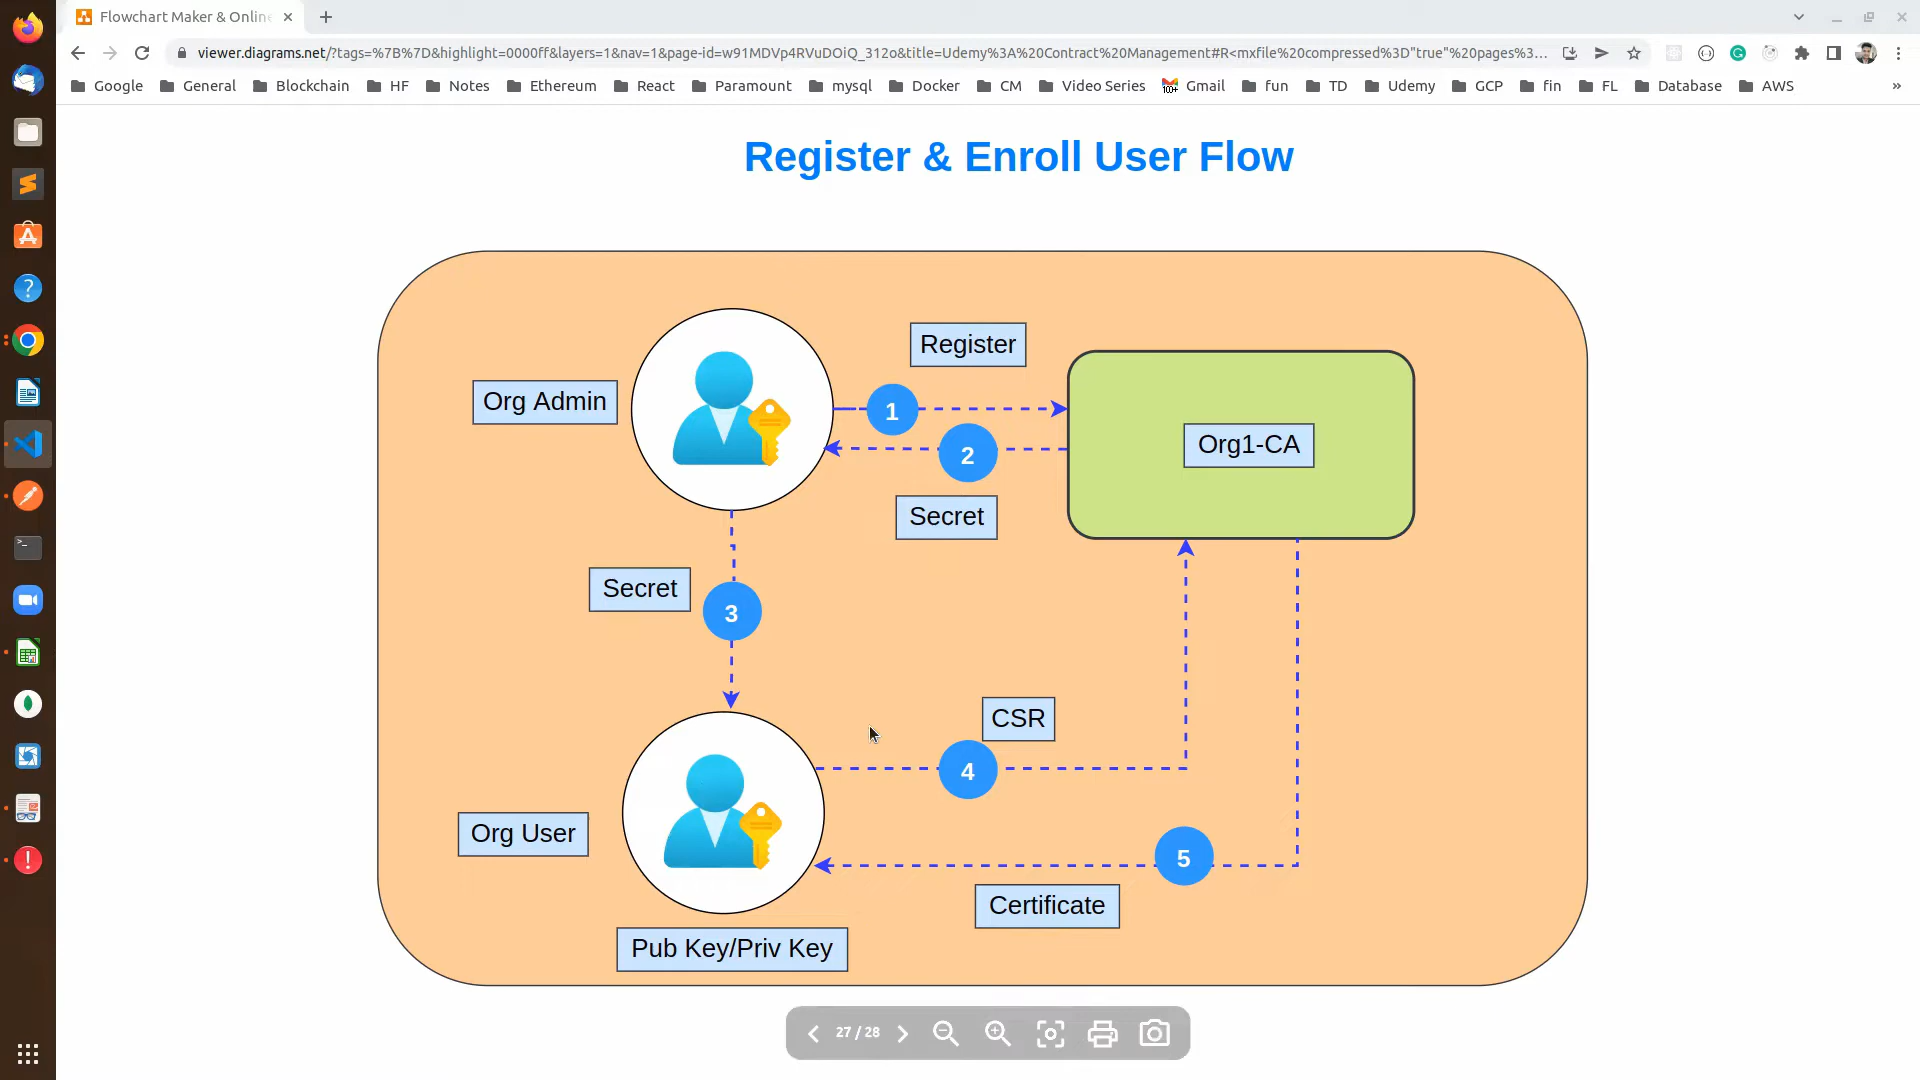 Flowchart Maker & Online
viewer.diagrams.net/?tags=%7B%7D&highlight=0000ff&layers=1&nav=1&page-id=w91MDVp4RVuDOiQ_312o&title=Udemy%3A%20Contract%20Management#R<mxfile%20compressed%3D"true"%20pages%3...
Google General Blockchain HF Notes Ethereum React Paramount mysql Docker CM Video Series 100+ Gmail fun TD Udemy GCP fin FL Database AWS »
Register & Enroll User Flow
Register
Org Admin
1
Org1-CA
2
Secret
Secret
3
CSR
4
Org User
5
Certificate
Pub Key/Priv Key
27 / 28